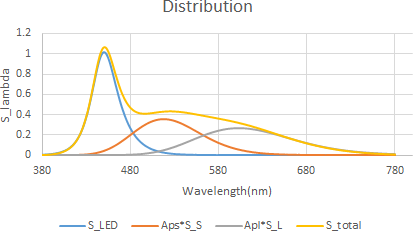 Distribution
1.2
1
0.8
0.6
0.4
0.2
0
S_lambda
380 480 580 680 780
Wavelength(nm)
S_LED Aps*S_S Apl*S_L S_total